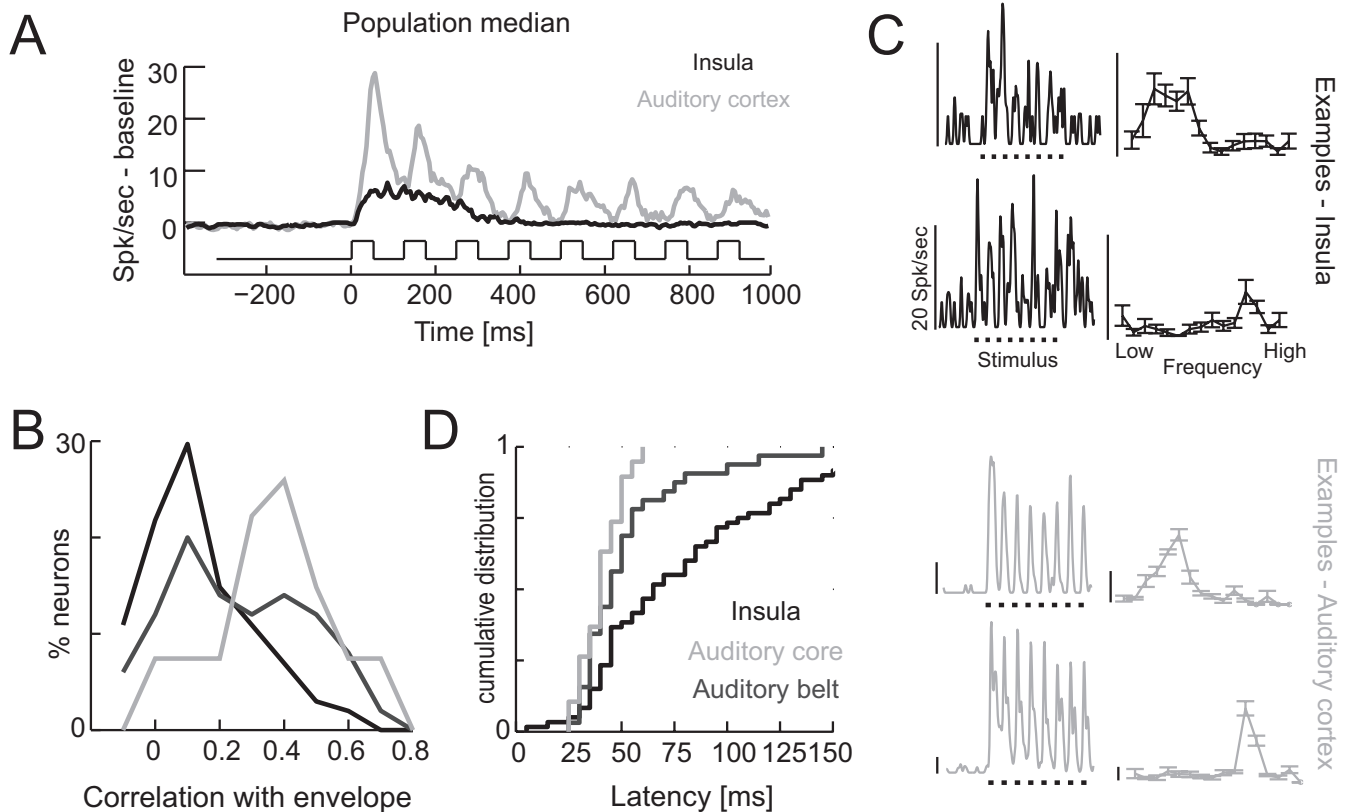 A
Population median
Spk/sec - baseline
30
20
10
0
Insula
Auditory cortex
−200
0
200
400
600
800
1000
Time [ms]
B
% neurons
30
0
0
0.2
0.4
0.6
0.8
Correlation with envelope
D
cumulative distribution
1
0
Insula
Auditory core
Auditory belt
0
25
50
75
100
125
150
Latency [ms]
C
Examples - Insula
20 Spk/sec
Stimulus
Low
High
Frequency
Examples - Auditory cortex